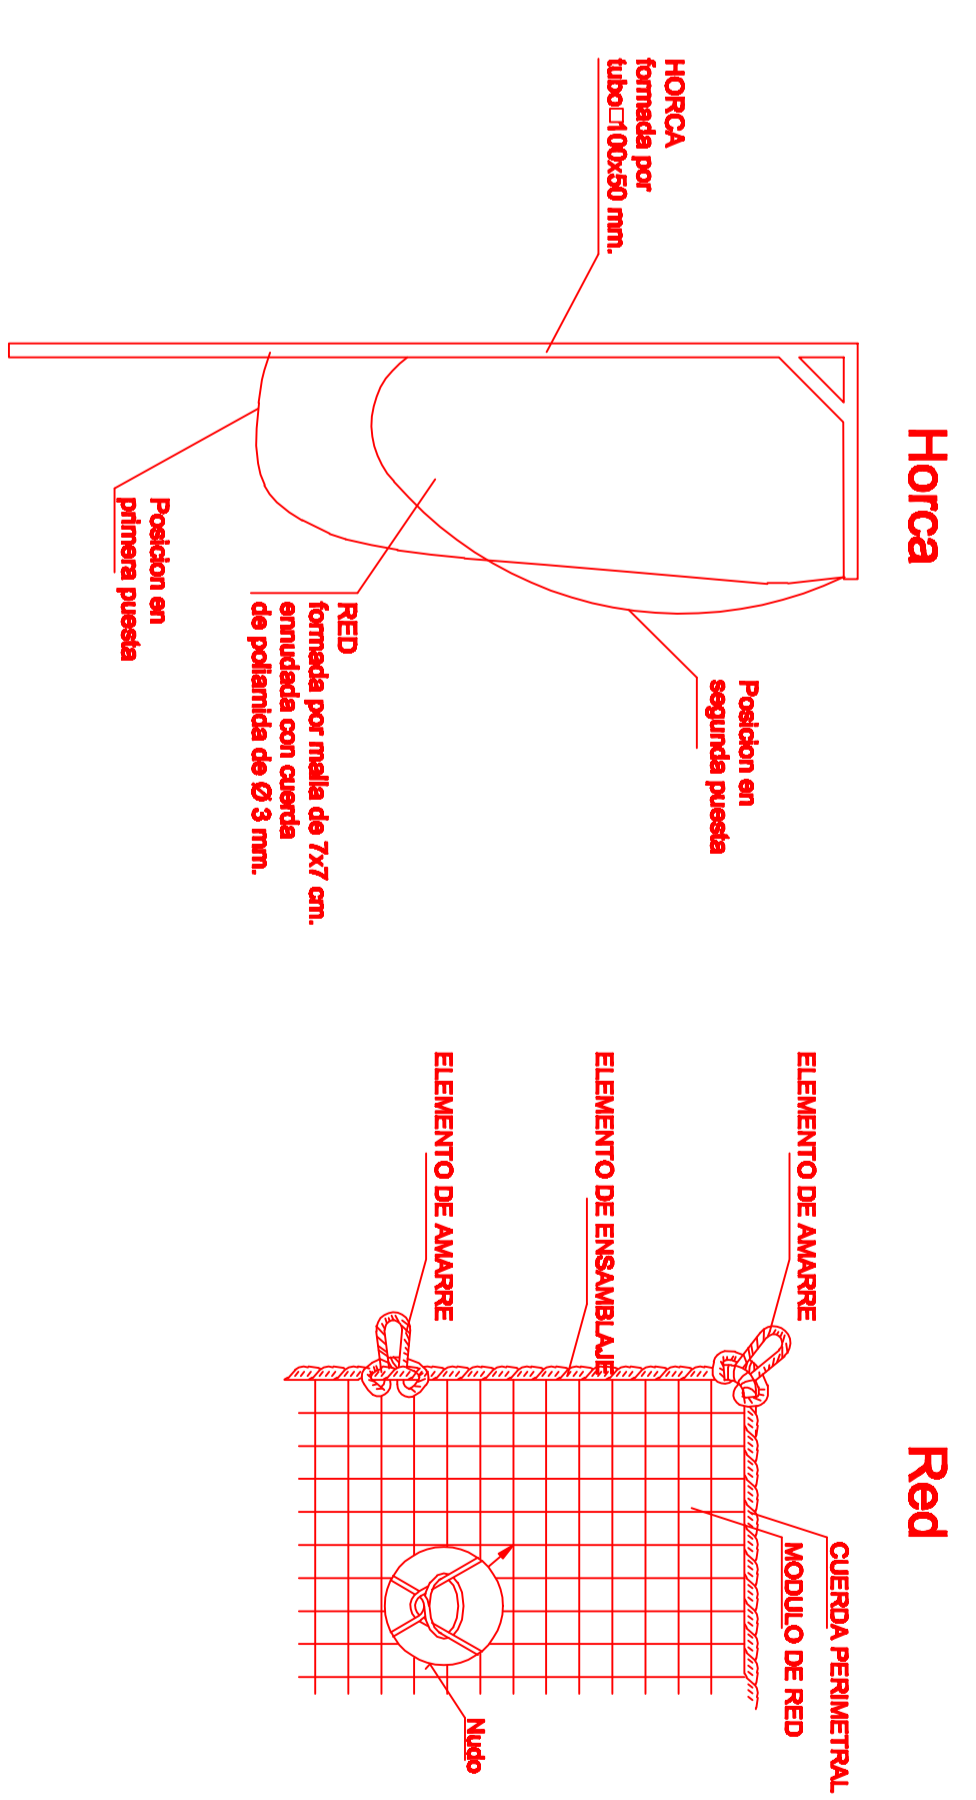 Horca
HORCA
formada por
tubo□100x50 mm.
Posicion en
segunda puesta
RED
formada por malla de 7x7 cm.
ennudada con cuerda
de poliamida de Ø 3 mm.
Posicion en
primera puesta
Red
ELEMENTO DE AMARRE
ELEMENTO DE ENSAMBLAJE
ELEMENTO DE AMARRE
CUERDA PERIMETRAL
MODULO DE RED
Nudo